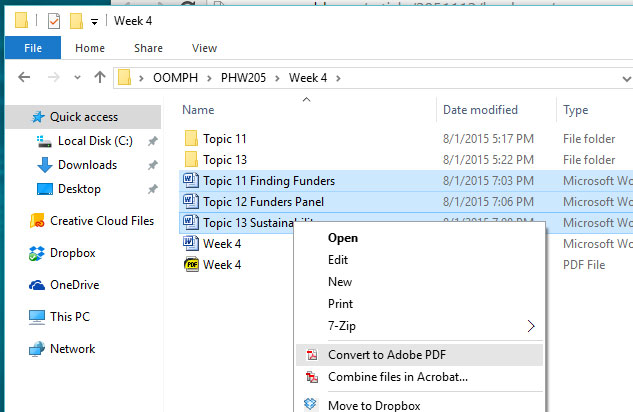 Week 4
File Home Share View
OOMPH PHW205 Week 4
Name Date modified Type
Quick access
Local Disk (C:)
Downloads
Desktop
Creative Cloud Files
Dropbox
OneDrive
This PC
Network
Topic 11 8/1/2015 5:17 PM File folder
Topic 13 8/1/2015 5:22 PM File folder
Topic 11 Finding Funders 8/1/2015 7:03 PM Microsoft Wo
Topic 12 Funders Panel 8/1/2015 7:06 PM Microsoft Wo
Topic 13 Sustainabilit Microsoft Wo
Week 4 Microsoft Wo
Week 4 PDF File
Open
Edit
New
Print
7-Zip
Convert to Adobe PDF
Combine files in Acrobat...
Move to Dropbox